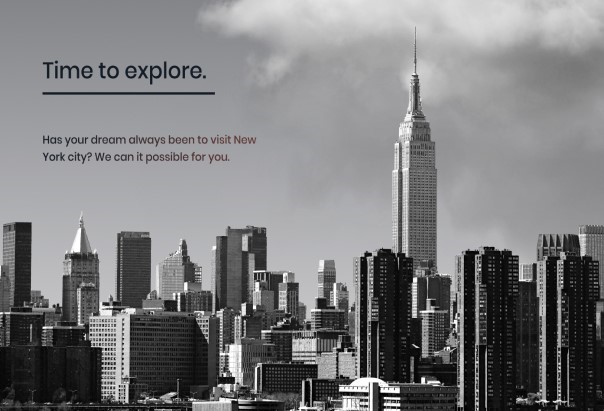 Time to explore.
Has your dream always been to visit New
York city? We can it possible for you.